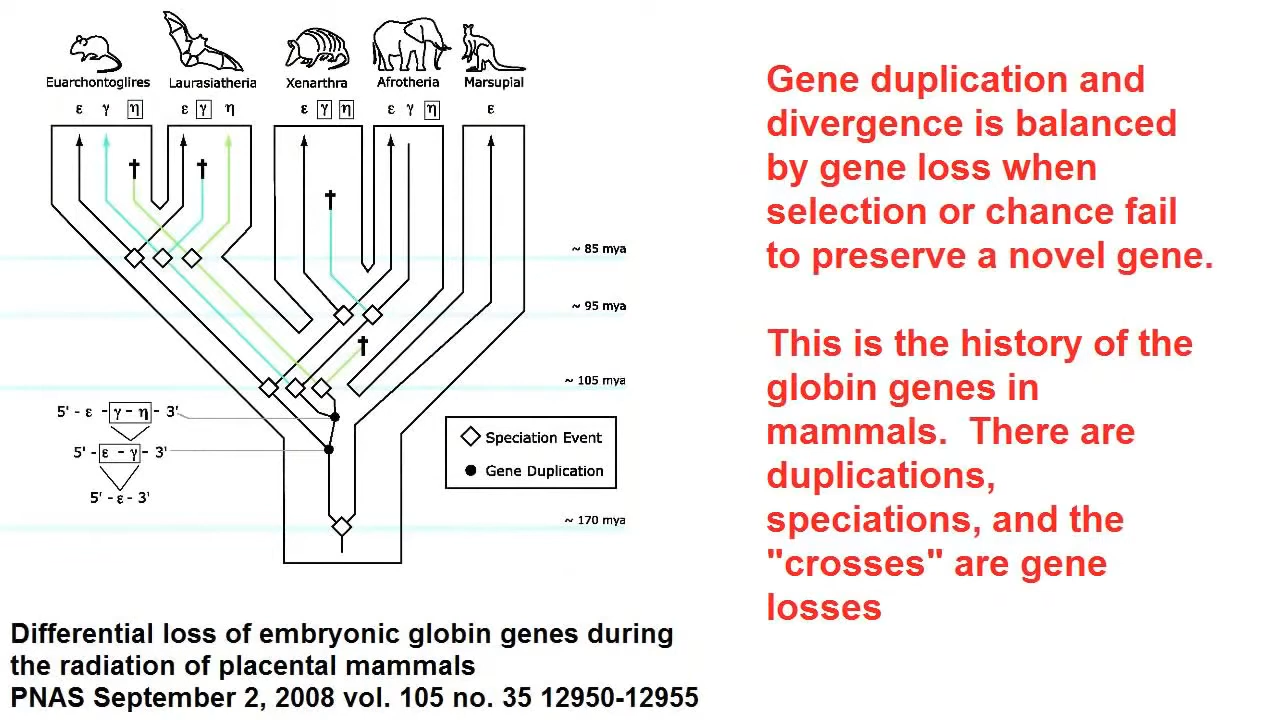 Euarchontoglires Laurasiatheria Xenarthra Afrotheria Marsupial
ε γ η ε γ η ε γ η ε γ η ε
~ 85 mya
~ 95 mya
~ 105 mya
5' - ε - γ - η - 3'
5' - ε - γ - 3'
5' - ε - 3'
Speciation Event
Gene Duplication
~ 170 mya
Differential loss of embryonic globin genes during
the radiation of placental mammals
PNAS September 2, 2008 vol. 105 no. 35 12950-12955
Gene duplication and
divergence is balanced
by gene loss when
selection or chance fail
to preserve a novel gene.
This is the history of the
globin genes in
mammals. There are
duplications,
speciations, and the
"crosses" are gene
losses